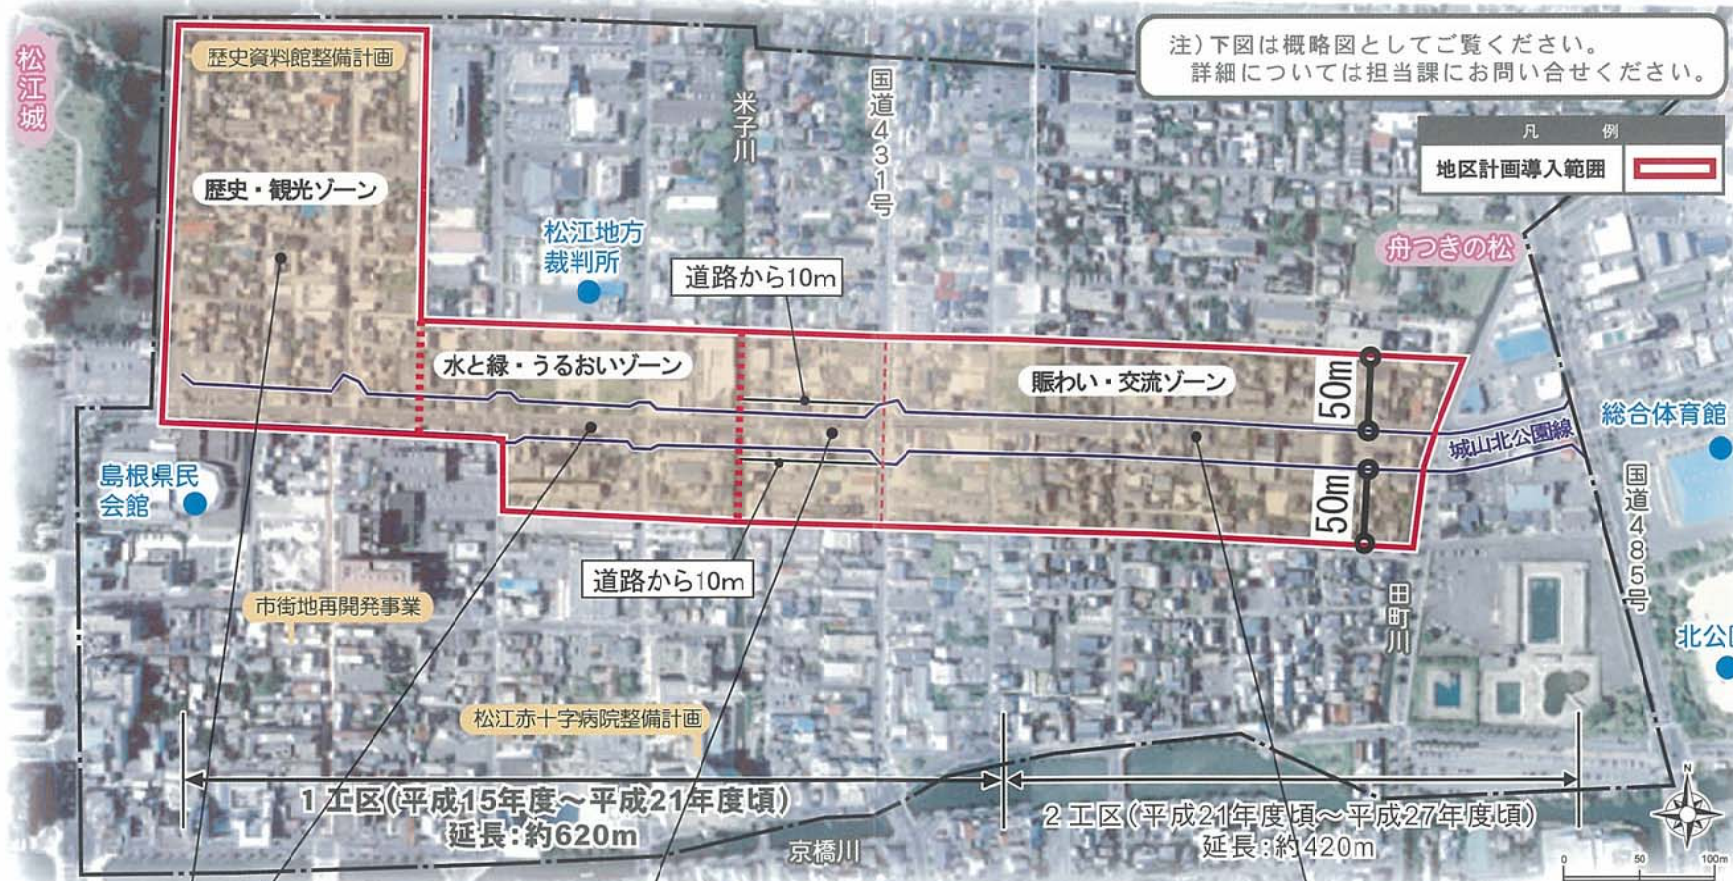 注)下図は概略図としてご覧ください。
詳細については担当課にお問い合せください。
凡 例
地区計画導入範囲
松江城
歴史資料館整備計画
歴史・観光ゾーン
米子川
国道431号
松江地方
裁判所
道路から10m
舟つきの松
水と緑・うるおいゾーン
賑わい・交流ゾーン
50m
50m
城山北公園線
総合体育館
島根県民
会館
国道485号
道路から10m
田町川
市街地再開発事業
北公
松江赤十字病院整備計画
1工区(平成15年度～平成21年度頃)
延長:約620m
2工区(平成21年度頃～平成27年度頃)
延長:約420m
京橋川
N
0 50 100m